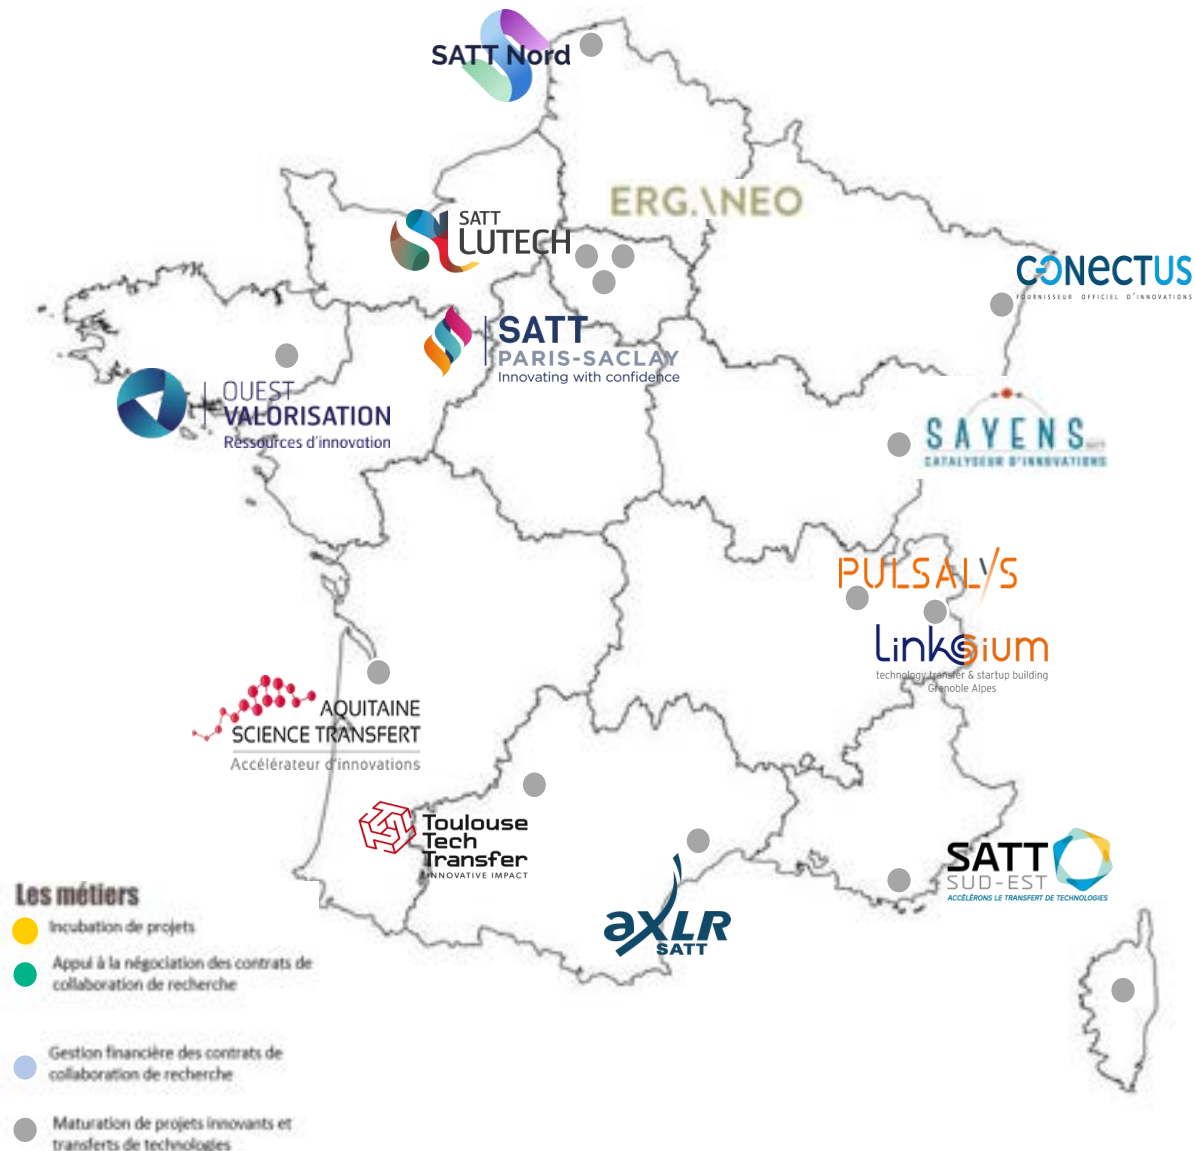 SATT Nord
ERG.\NEO
SATT
LUTECH
CONECTUS
FOURNISSEUR OFFICIEL D'INNOVATIONS
SATT
PARIS-SACLAY
Innovating with confidence
OUEST
VALORISATION
Ressources d'innovation
SAYENS
CATALYSEUR D'INNOVATIONS
PULSALYS
Linksium
technology transfer & startup building
Grenoble Alpes
AQUITAINE
SCIENCE TRANSFERT
Accélérateur d'innovations
Toulouse
Tech
Transfer
INNOVATIVE IMPACT
SATT
SUD-EST
ACCÉLÉRONS LE TRANSFERT DE TECHNOLOGIES
aXLR
SATT
Les métiers
Incubation de projets
Appui à la négociation des contrats de
collaboration de recherche
Gestion financière des contrats de
collaboration de recherche
Maturation de projets innovants et
transferts de technologies